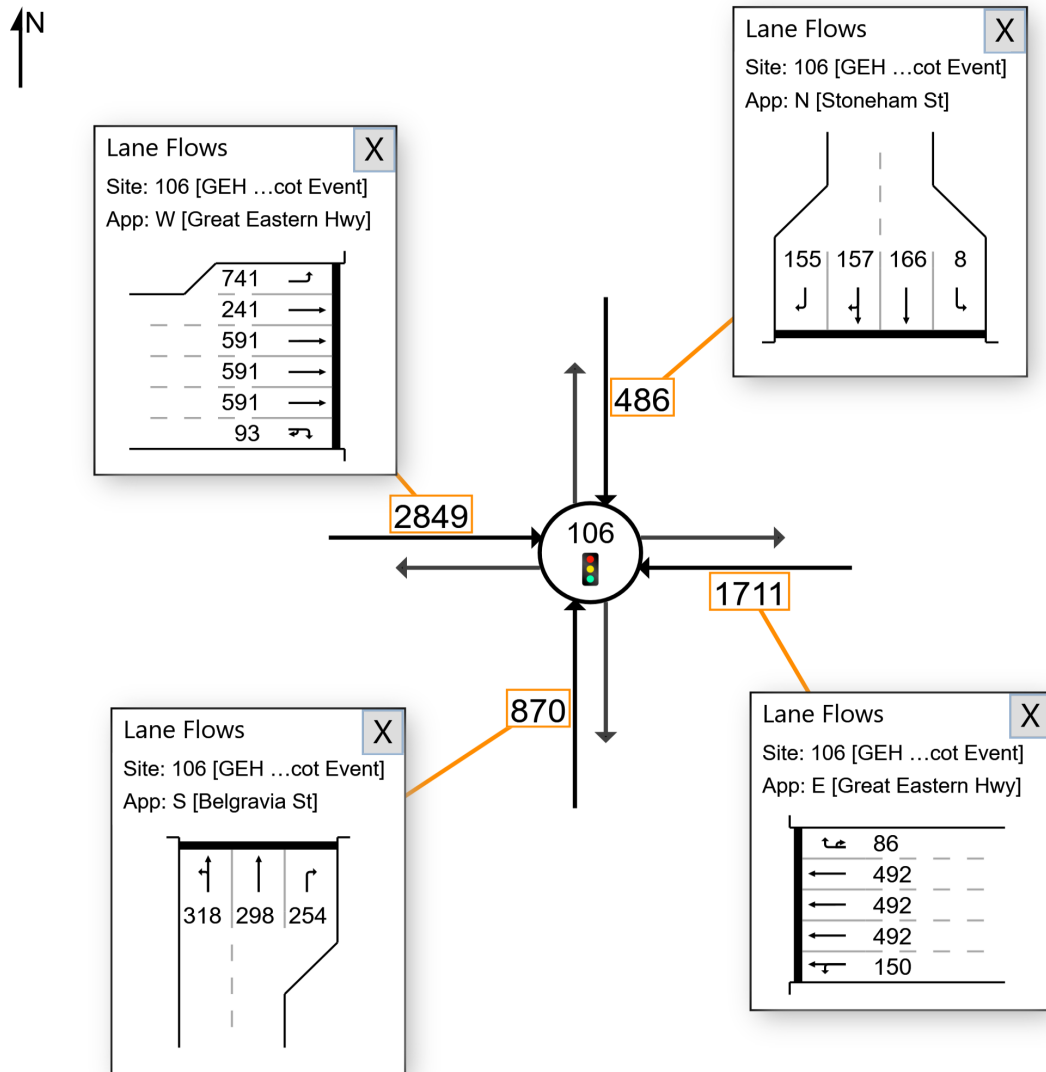 N
Lane Flows X
Site: 106 [GEH ...cot Event]
App: N [Stoneham St]
155 157 166 8
Lane Flows X
Site: 106 [GEH ...cot Event]
App: W [Great Eastern Hwy]
741
241
591
591
591
93
486
2849
106
1711
870
Lane Flows X
Site: 106 [GEH ...cot Event]
App: S [Belgravia St]
318 298 254
Lane Flows X
Site: 106 [GEH ...cot Event]
App: E [Great Eastern Hwy]
86
492
492
492
150